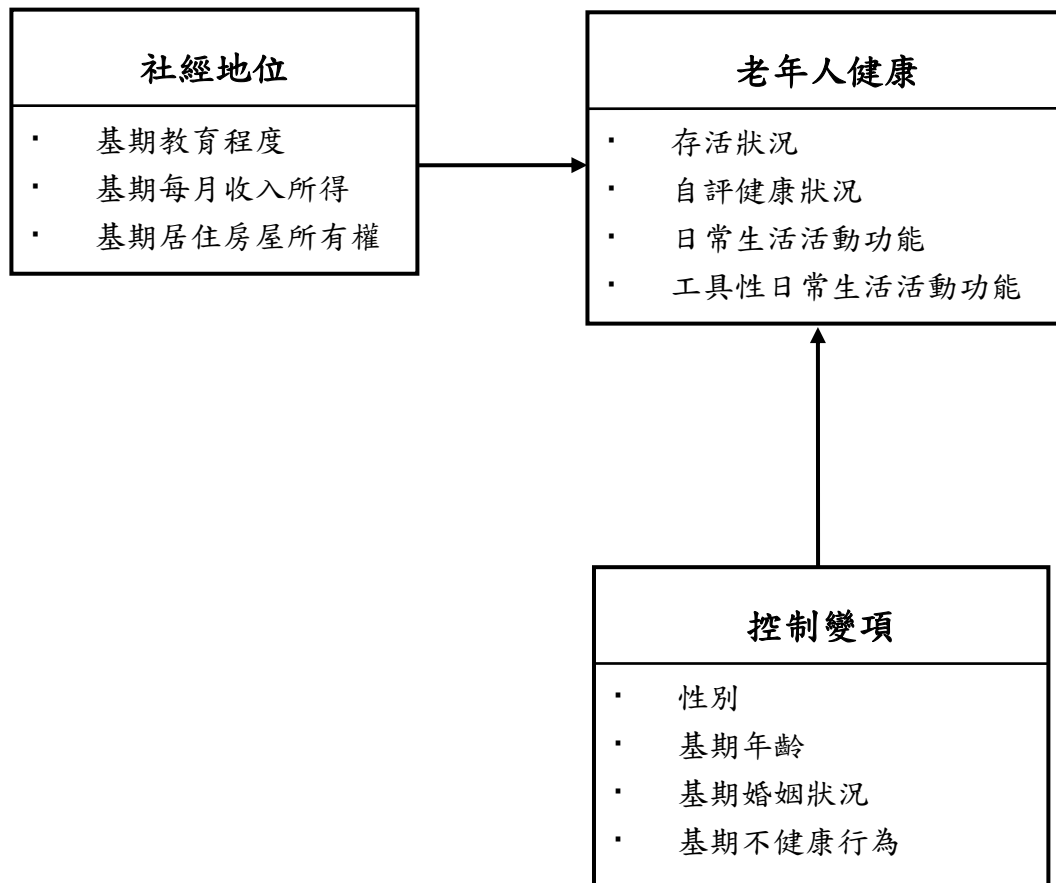 社經地位
· 基期教育程度
· 基期每月收入所得
· 基期居住房屋所有權
老年人健康
· 存活狀況
· 自評健康狀況
· 日常生活活動功能
· 工具性日常生活活動功能
控制變項
· 性別
· 基期年齡
· 基期婚姻狀況
· 基期不健康行為